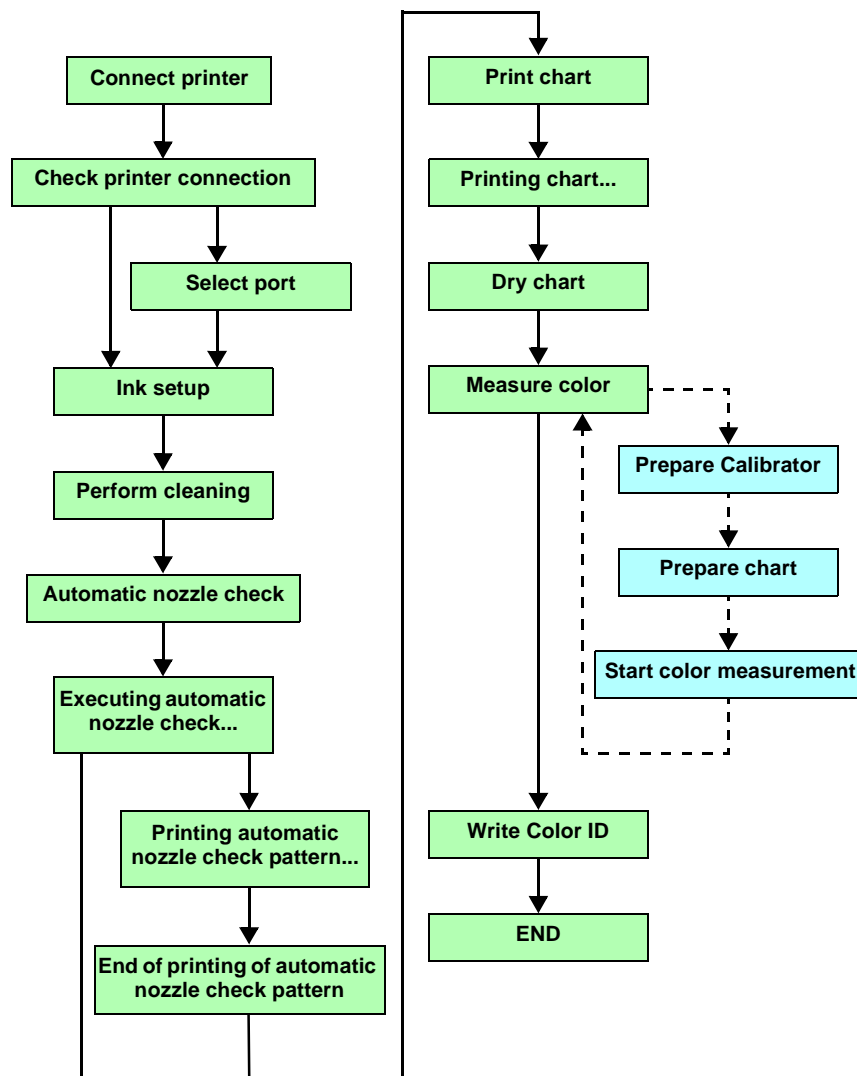 Connect printer
Check printer connection
Select port
Ink setup
Perform cleaning
Automatic nozzle check
Executing automatic
nozzle check...
Printing automatic
nozzle check pattern...
End of printing of automatic
nozzle check pattern
Print chart
Printing chart...
Dry chart
Measure color
Prepare Calibrator
Prepare chart
Start color measurement
Write Color ID
END